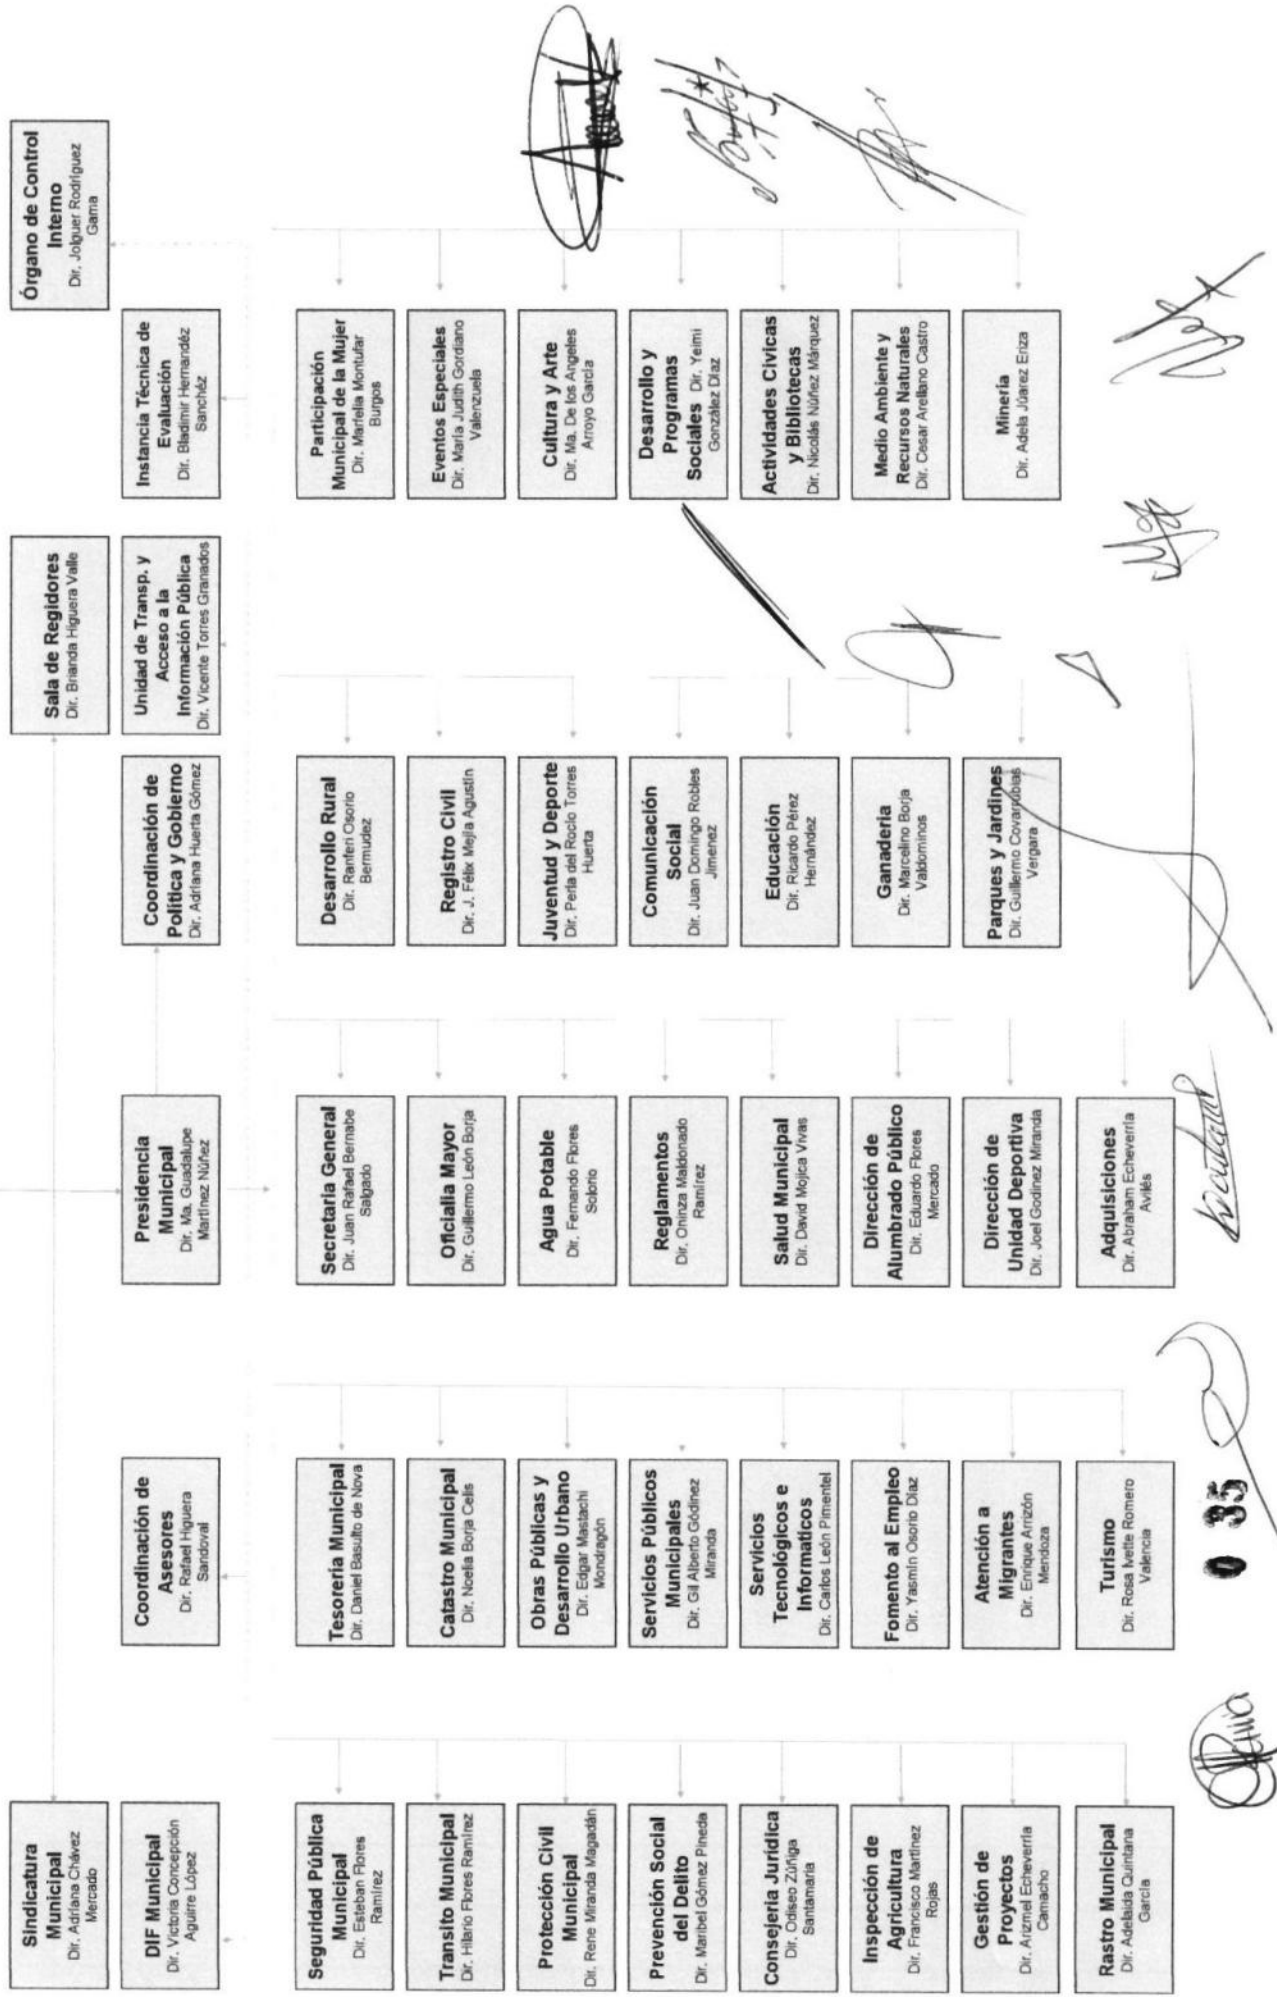 Sindicatura
Municipal
Dir. Adriana Chávez
Mercado
Sala de Regidores
Dir. Brianda Higuera Valle
Órgano de Control
Interno
Dir. Jolguer Rodríguez
Gama
DIF Municipal
Dir. Victoria Concepción
Aguirre López
Coordinación de
Asesores
Dir. Rafael Higuera
Sandoval
Presidencia
Municipal
Dir. Ma. Guadalupe
Martínez Núñez
Coordinación de
Política y Gobierno
Dir. Adriana Huerta Gómez
Unidad de Transp. y
Acceso a la
Información Pública
Dir. Vicente Torres Granados
Instancia Técnica de
Evaluación
Dir. Bladimir Hernandéz
Sanchéz
Seguridad Pública
Municipal
Dir. Esteban Flores
Ramírez
Transito Municipal
Dir. Hilario Flores Ramírez
Protección Civil
Municipal
Dir. Rene Miranda Magadán
Prevención Social
del Delito
Dir. Maribel Gómez Pineda
Consejeria Jurídica
Dir. Odiseo Zúñiga
Santamaría
Inspección de
Agricultura
Dir. Francisco Martínez
Rojas
Gestión de
Proyectos
Dir. Arizmel Echeverría
Camacho
Rastro Municipal
Dir. Adelaida Quintana
García
Tesorería Municipal
Dir. Daniel Basulto de Nova
Catastro Municipal
Dir. Noelia Borja Celis
Obras Públicas y
Desarrollo Urbano
Dir. Edgar Mastachi
Mondragón
Servicios Públicos
Municipales
Dir. Gil Alberto Gódinez
Miranda
Servicios
Tecnológicos e
Informaticos
Dir. Carlos León Pimentel
Fomento al Empleo
Dir. Yasmín Osorio Díaz
Atención a
Migrantes
Dir. Enrique Arrizón
Mendoza
Turismo
Dir. Rosa Ivette Romero
Valencia
Secretaria General
Dir. Juan Rafael Bernabe
Salgado
Oficialia Mayor
Dir. Guillermo León Borja
Agua Potable
Dir. Fernando Flores
Solorio
Reglamentos
Dir. Oninza Maldonado
Ramírez
Salud Municipal
Dir. David Mojica Vivas
Dirección de
Alumbrado Público
Dir. Eduardo Flores
Mercado
Dirección de
Unidad Deportiva
Dir. Joel Godínez Miranda
Adquisiciones
Dir. Abraham Echeverría
Avilés
Desarrollo Rural
Dir. Ranferi Osorio
Bermudez
Registro Civil
Dir. J. Félix Mejía Agustín
Juventud y Deporte
Dir. Perla del Rocío Torres
Huerta
Comunicación
Social
Dir. Juan Domingo Robles
Jimenez
Educación
Dir. Ricardo Pérez
Hernández
Ganaderia
Dir. Marcelino Borja
Valdominos
Parques y Jardines
Dir. Guillermo Covarrubias
Vergara
Participación
Municipal de la Mujer
Dir. Marlelia Montufar
Burgos
Eventos Especiales
Dir. María Judith Gordiano
Valenzuela
Cultura y Arte
Dir. Ma. De los Angeles
Arroyo García
Desarrollo y
Programas
Sociales Dir. Yeimi
González Díaz
Actividades Cívicas
y Bibliotecas
Dir. Nicolás Núñez Márquez
Medio Ambiente y
Recursos Naturales
Dir. Cesar Arellano Castro
Mineria
Dir. Adela Júarez Eriza
0 35